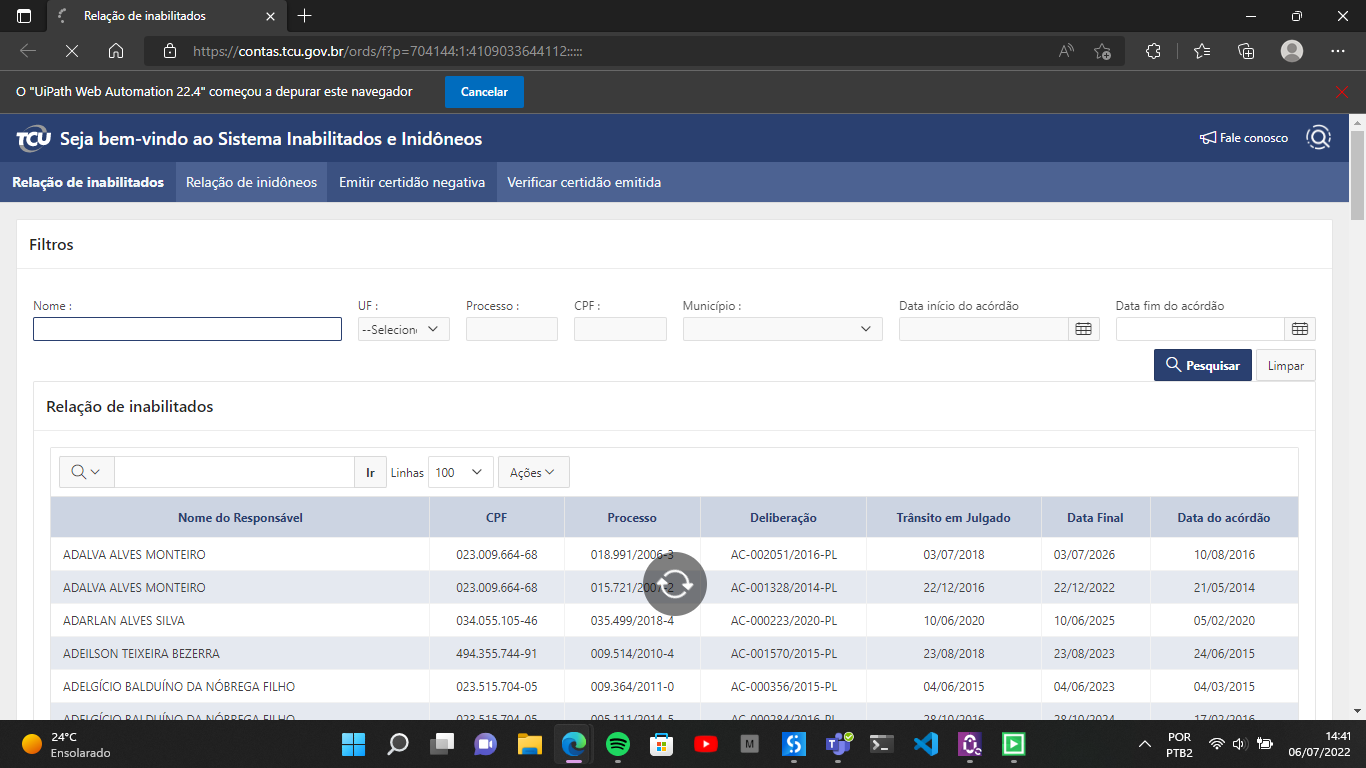 Relação de inabilitados
https://contas.tcu.gov.br/ords/f?p=704144:1:4109033644112:::::
O "UiPath Web Automation 22.4" começou a depurar este navegador Cancelar
TCU Seja bem-vindo ao Sistema Inabilitados e Inidôneos Fale conosco
Relação de inabilitados Relação de inidôneos Emitir certidão negativa Verificar certidão emitida
Filtros
Nome : UF : Processo : CPF : Município : Data início do acórdão Data fim do acórdão
--Selecion
Pesquisar Limpar
Relação de inabilitados
Ir Linhas 100 Ações
Nome do Responsável CPF Processo Deliberação Trânsito em Julgado Data Final Data do acórdão
ADALVA ALVES MONTEIRO 023.009.664-68 018.991/2006-3 AC-002051/2016-PL 03/07/2018 03/07/2026 10/08/2016
ADALVA ALVES MONTEIRO 023.009.664-68 015.721/2007-2 AC-001328/2014-PL 22/12/2016 22/12/2022 21/05/2014
ADARLAN ALVES SILVA 034.055.105-46 035.499/2018-4 AC-000223/2020-PL 10/06/2020 10/06/2025 05/02/2020
ADEILSON TEIXEIRA BEZERRA 494.355.744-91 009.514/2010-4 AC-001570/2015-PL 23/08/2018 23/08/2023 24/06/2015
ADELGÍCIO BALDUÍNO DA NÓBREGA FILHO 023.515.704-05 009.364/2011-0 AC-000356/2015-PL 04/06/2015 04/06/2023 04/03/2015
ADELGÍCIO BALDUÍNO DA NÓBREGA FILHO 023.515.704-05 005.111/2014-5 AC-000284/2016-PL 28/10/2016 28/10/2024 17/02/2016
24°C
Ensolarado
POR
PTB2
14:41
06/07/2022